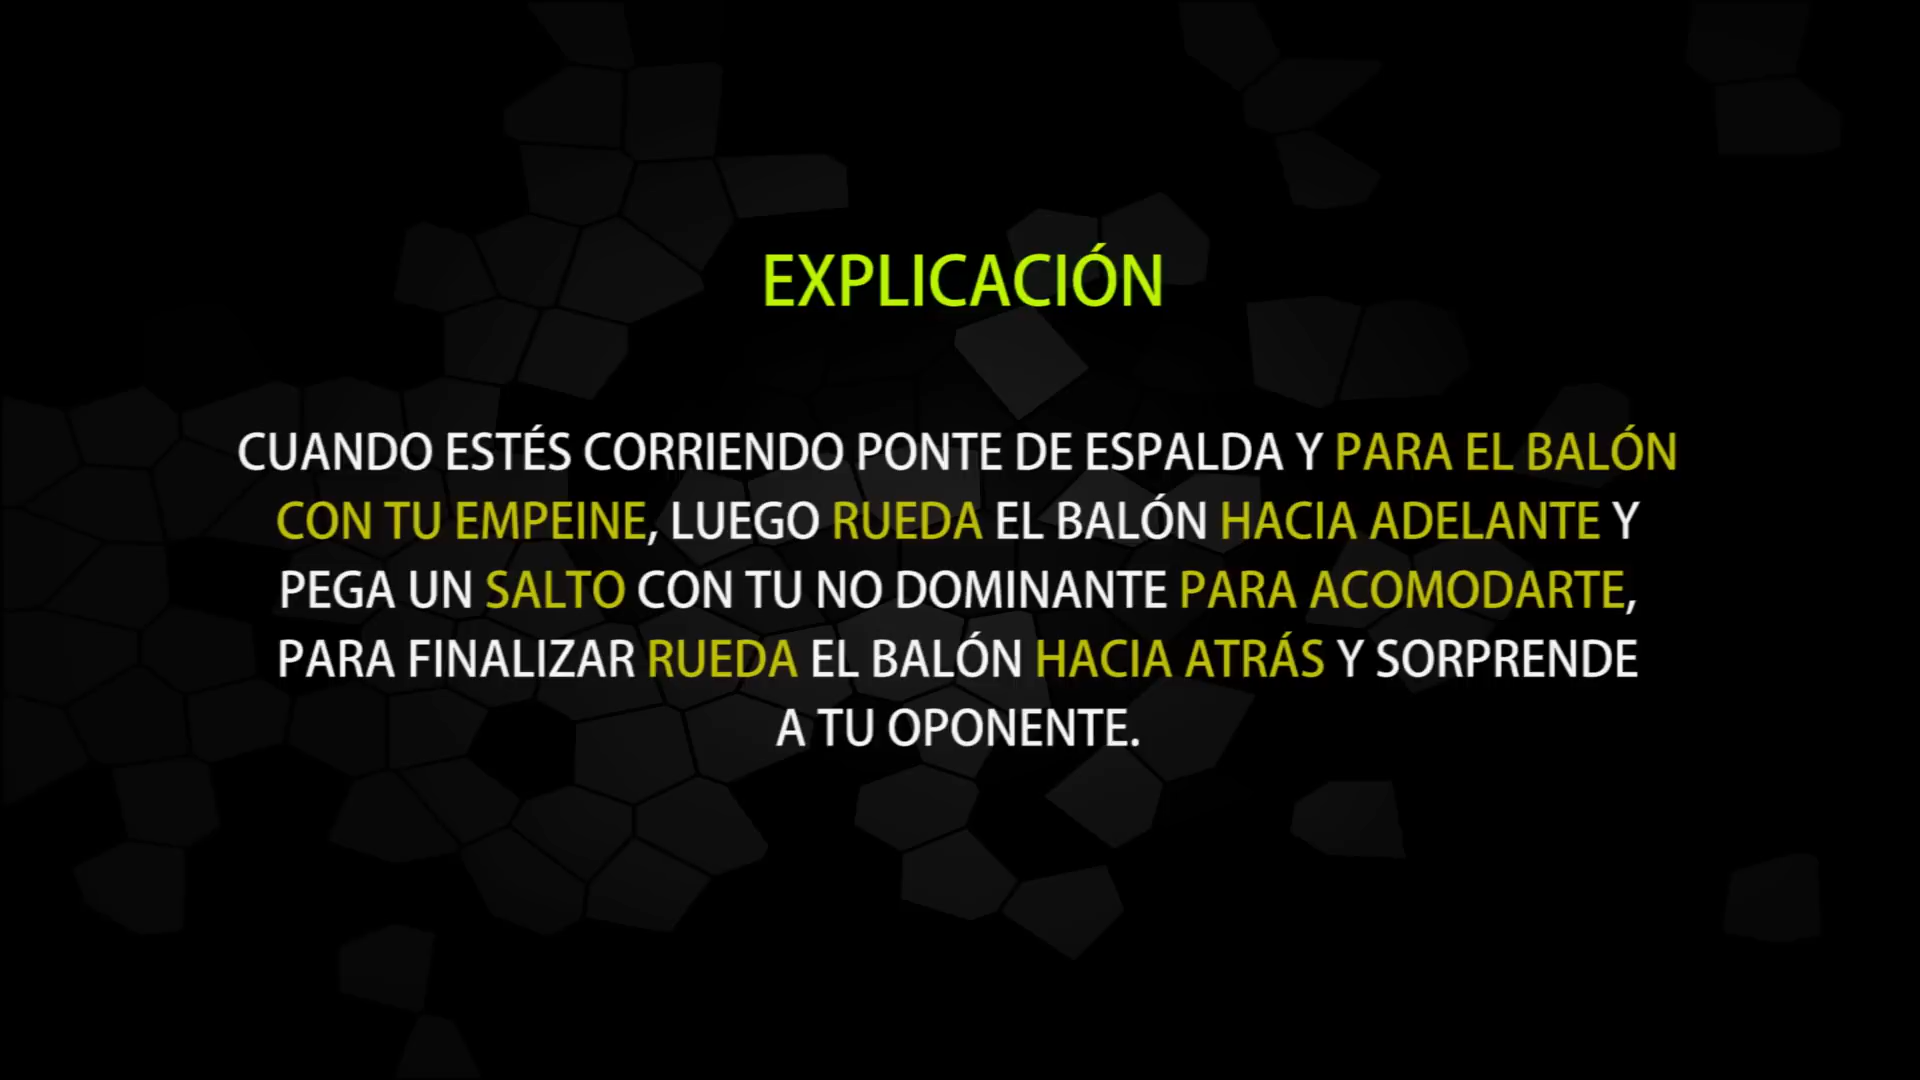 EXPLICACIÓN
CUANDO ESTÉS CORRIENDO PONTE DE ESPALDA Y PARA EL BALÓN
CON TU EMPEINE, LUEGO RUEDA EL BALÓN HACIA ADELANTE Y
PEGA UN SALTO CON TU NO DOMINANTE PARA ACOMODARTE,
PARA FINALIZAR RUEDA EL BALÓN HACIA ATRÁS Y SORPRENDE
A TU OPONENTE.